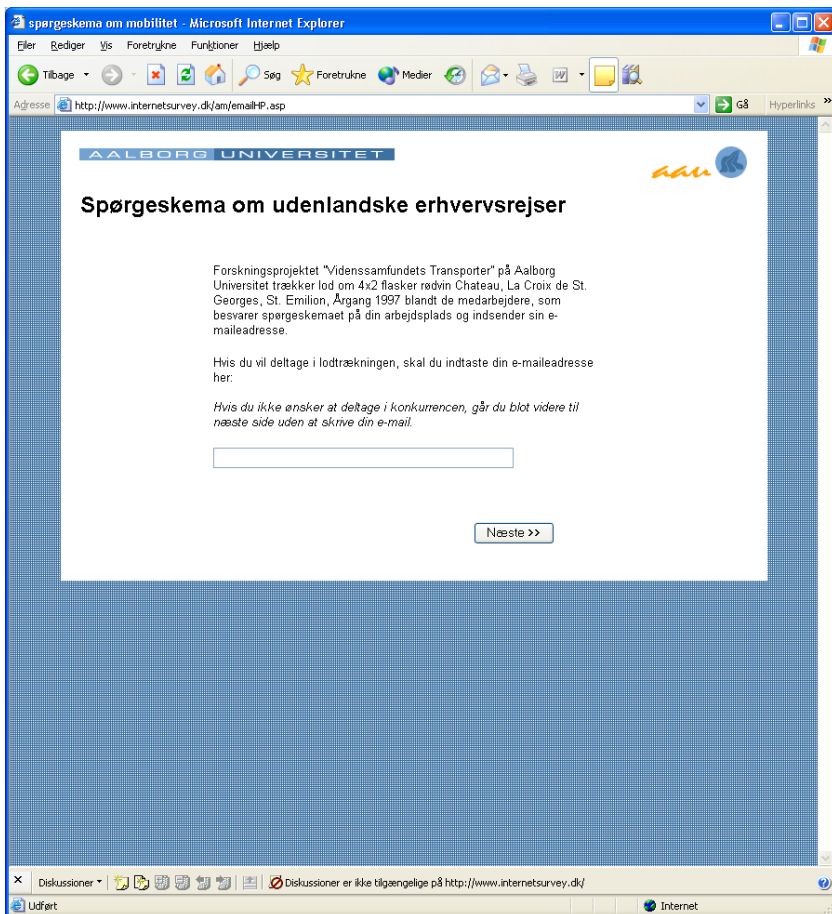 spørgeskema om mobilitet - Microsoft Internet Explorer
Filer Rediger Vis Foretrukne Funktioner Hjælp
Tilbage Søg Foretrukne Medier
Adresse http://www.internetsurvey.dk/am/emailHP.asp Gå Hyperlinks »
AALBORG UNIVERSITET
aau
Spørgeskema om udenlandske erhvervsrejser
Forskningsprojektet "Videnssamfundets Transporter" på Aalborg
Universitet trækker lod om 4x2 flasker rødvin Chateau, La Croix de St.
Georges, St. Emilion, Årgang 1997 blandt de medarbejdere, som
besvarer spørgeskemaet på din arbejdsplads og indsender sin e-
maileadresse.
Hvis du vil deltage i lodtrækningen, skal du indtaste din e-maileadresse
her:
Hvis du ikke ønsker at deltage i konkurrencen, går du blot videre til
næste side uden at skrive din e-mail.
Næste >>
Diskussioner Diskussioner er ikke tilgængelige på http://www.internetsurvey.dk/
Udført Internet